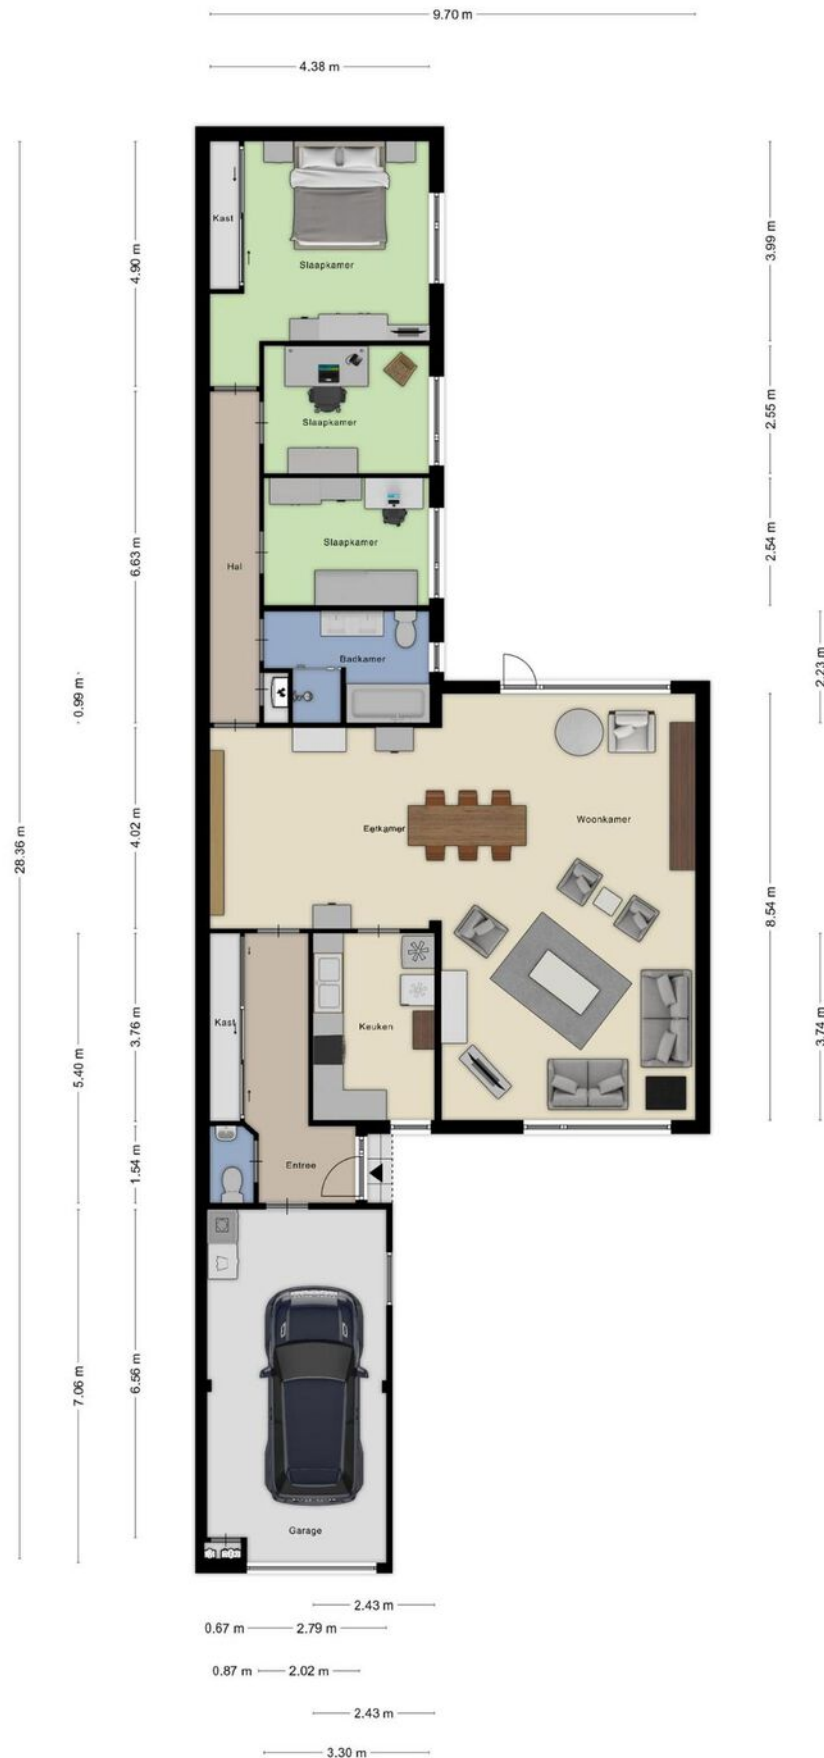 9.70 m
4.38 m
Kast
Slaapkamer
4.90 m
3.99 m
Slaapkamer
2.55 m
Slaapkamer
2.54 m
Hal
6.63 m
Badkamer
2.23 m
0.99 m
Eetkamer
Woonkamer
4.02 m
28.36 m
8.54 m
Kast
Keuken
3.76 m
3.74 m
5.40 m
Entree
1.54 m
7.06 m
6.56 m
Garage
2.43 m
0.67 m
2.79 m
0.87 m
2.02 m
2.43 m
3.30 m